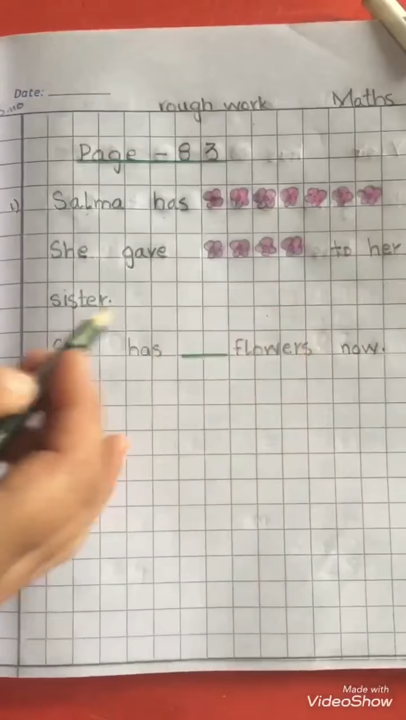 Date:
rough work Maths
Page - 83
1) Salma has
She gave to her
sister.
has ___ flowers now.
Made with
VideoShow